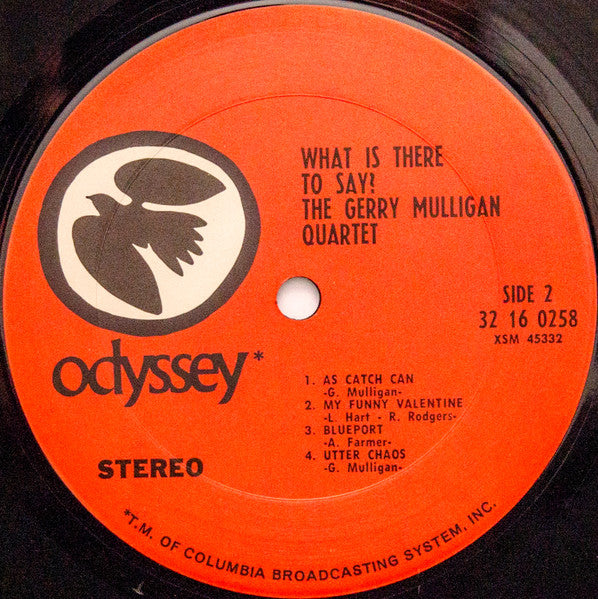 WHAT IS THERE
TO SAY?
THE GERRY MULLIGAN
QUARTET
SIDE 2
32 16 0258
XSM 45332
odyssey*
1. AS CATCH CAN
-G. Mulligan-
2. MY FUNNY VALENTINE
-L. Hart - R. Rodgers-
3. BLUEPORT
-A. Farmer-
4. UTTER CHAOS
-G. Mulligan-
STEREO
*T.M. OF COLUMBIA BROADCASTING SYSTEM, INC.